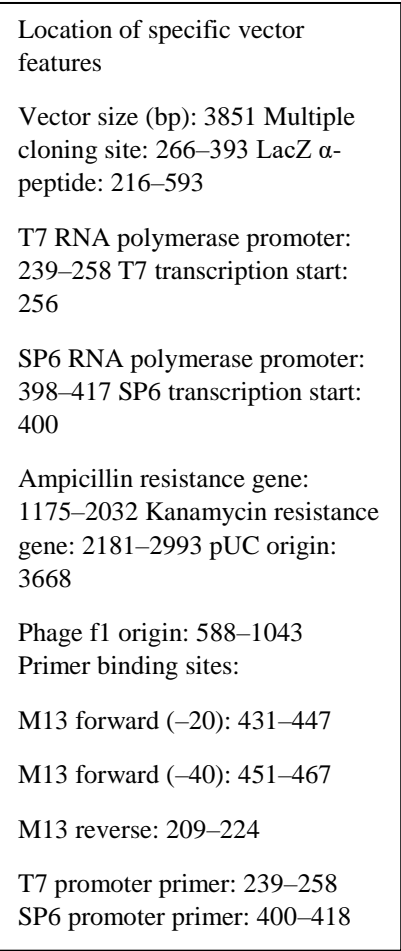 Location of specific vector
features
Vector size (bp): 3851 Multiple
cloning site: 266–393 LacZ α-
peptide: 216–593
T7 RNA polymerase promoter:
239–258 T7 transcription start:
256
SP6 RNA polymerase promoter:
398–417 SP6 transcription start:
400
Ampicillin resistance gene:
1175–2032 Kanamycin resistance
gene: 2181–2993 pUC origin:
3668
Phage f1 origin: 588–1043
Primer binding sites:
M13 forward (–20): 431–447
M13 forward (–40): 451–467
M13 reverse: 209–224
T7 promoter primer: 239–258
SP6 promoter primer: 400–418